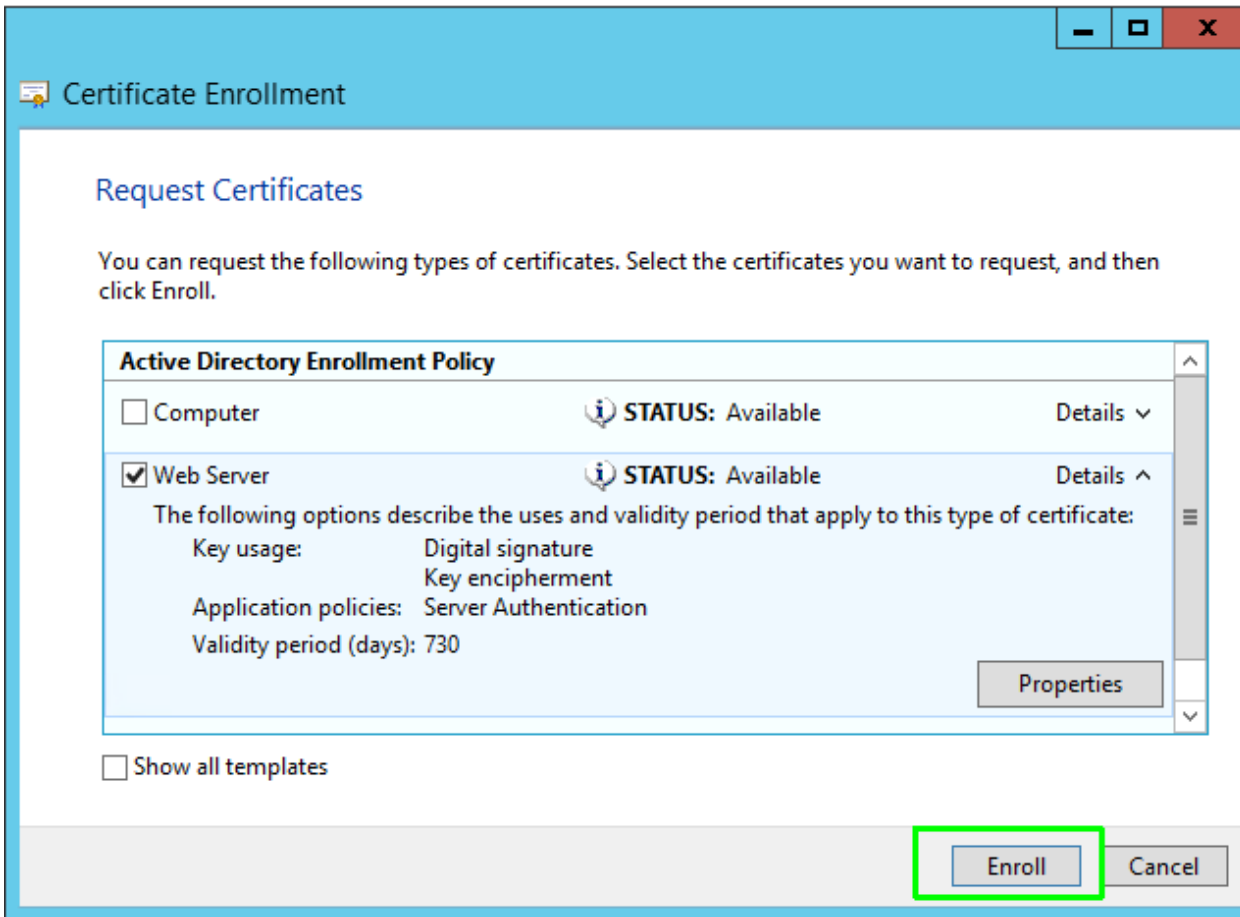 Certificate Enrollment
Request Certificates
You can request the following types of certificates. Select the certificates you want to request, and then
click Enroll.
Active Directory Enrollment Policy
Computer STATUS: Available Details
Web Server STATUS: Available Details
The following options describe the uses and validity period that apply to this type of certificate:
Key usage: Digital signature
Key encipherment
Application policies: Server Authentication
Validity period (days): 730
Properties
Show all templates
Enroll Cancel